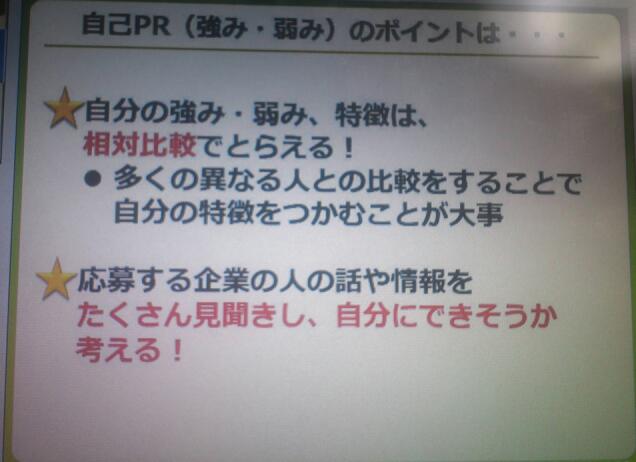 自己PR（強み・弱み）のポイントは・・・
自分の強み・弱み、特徴は、
相対比較でとらえる！
● 多くの異なる人との比較をすることで
自分の特徴をつかむことが大事
応募する企業の人の話や情報を
たくさん見聞きし、自分にできそうか
考える！